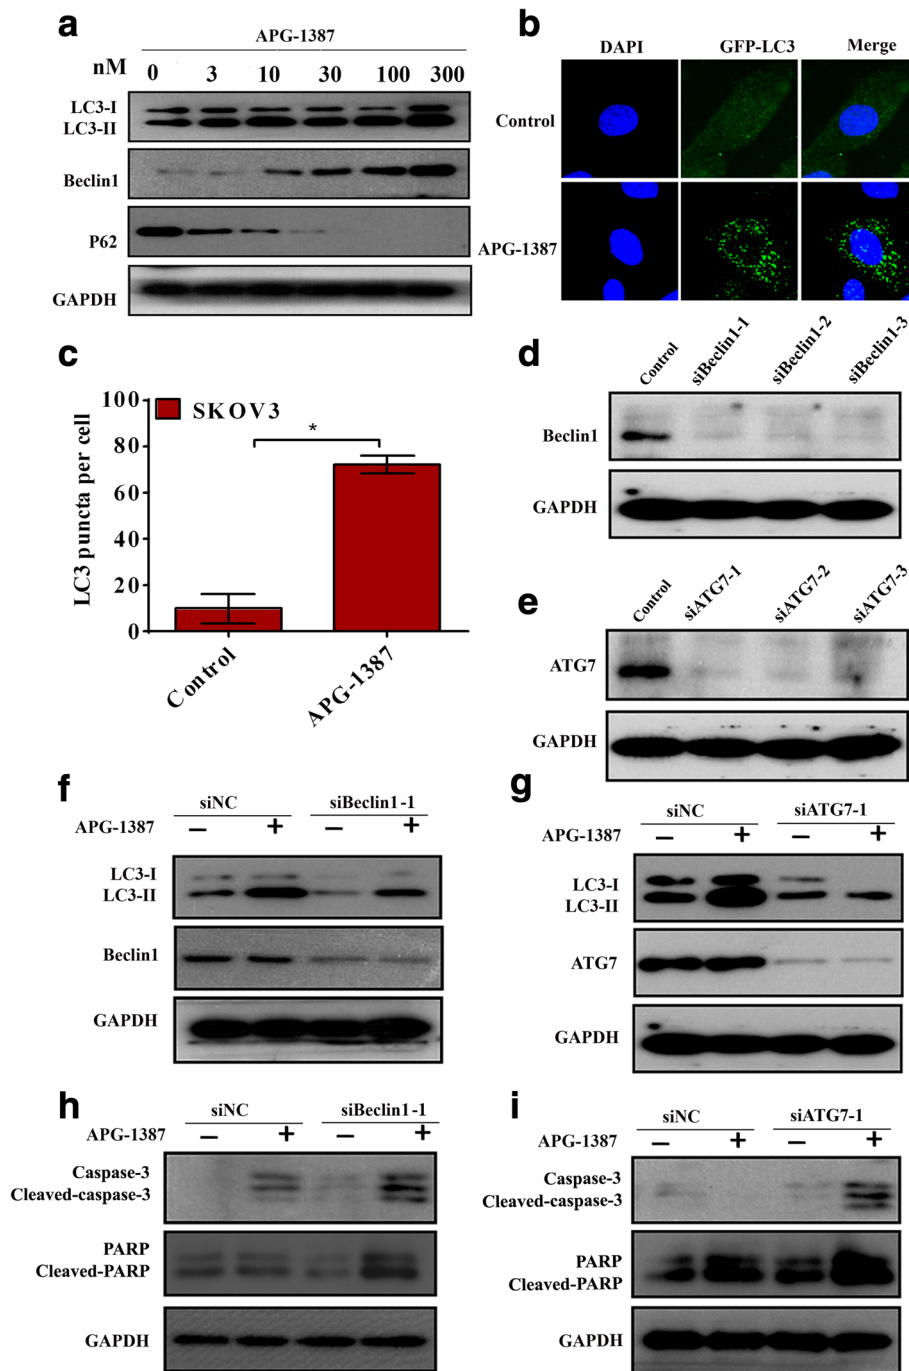 a
APG-1387
nM 0 3 10 30 100 300
LC3-I
LC3-II
Beclin1
P62
GAPDH
b
DAPI GFP-LC3 Merge
Control
APG-1387
c
SKOV3
*
LC3 puncta per cell
100
80
60
40
20
0
Control
APG-1387
d
Control siBeclin1-1 siBeclin1-2 siBeclin1-3
Beclin1
GAPDH
e
Control siATG7-1 siATG7-2 siATG7-3
ATG7
GAPDH
f
siNC siBeclin1-1
APG-1387 – + – +
LC3-I
LC3-II
Beclin1
GAPDH
g
siNC siATG7-1
APG-1387 – + – +
LC3-I
LC3-II
ATG7
GAPDH
h
siNC siBeclin1-1
APG-1387 – + – +
Caspase-3
Cleaved-caspase-3
PARP
Cleaved-PARP
GAPDH
i
siNC siATG7-1
APG-1387 – + – +
Caspase-3
Cleaved-caspase-3
PARP
Cleaved-PARP
GAPDH